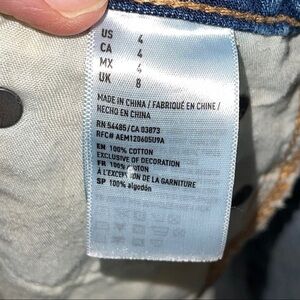 US 4
CA 4
MX 4
UK 8
MADE IN CHINA / FABRIQUÉ EN CHINE /
HECHO EN CHINA
RN 54485/CA 03873
RFC# AEM120605U9A
EN 100% COTTON
EXCLUSIVE OF DECORATION
FR 100% COTON
À L'EXCEPTION DE LA GARNITURE
SP 100% algodón